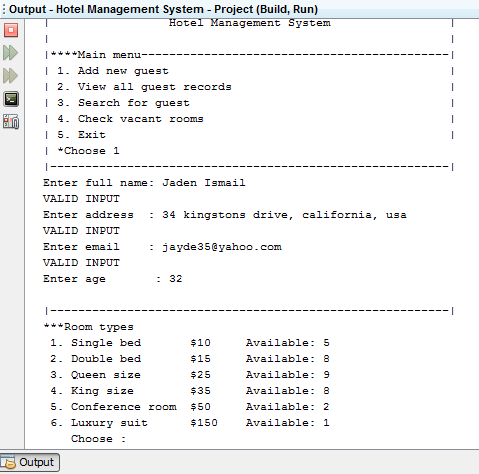 Output - Hotel Management System - Project (Build, Run)
| Hotel Management System |
| |
|****Main menu---------------------------------------------|
| 1. Add new guest |
| 2. View all guest records |
| 3. Search for guest |
| 4. Check vacant rooms |
| 5. Exit |
| *Choose 1
|----------------------------------------------------------|
Enter full name: Jaden Ismail
VALID INPUT
Enter address : 34 kingstons drive, california, usa
VALID INPUT
Enter email : jayde35@yahoo.com
VALID INPUT
Enter age : 32
|----------------------------------------------------------|
***Room types
1. Single bed $10 Available: 5
2. Double bed $15 Available: 8
3. Queen size $25 Available: 9
4. King size $35 Available: 8
5. Conference room $50 Available: 2
6. Luxury suit $150 Available: 1
Choose :
Output